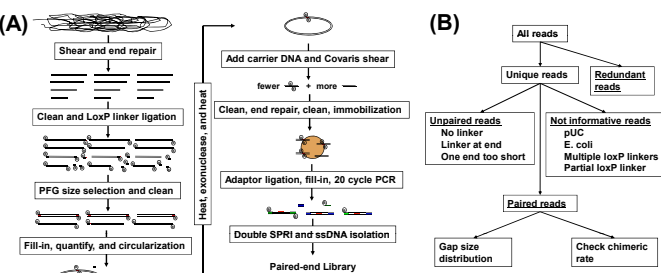 (A)
Shear and end repair
Clean and LoxP linker ligation
PFG size selection and clean
Fill-in, quantify, and circularization
Heat, exonuclease, and heat
Add carrier DNA and Covaris shear
fewer + more
Clean, end repair, clean, immobilization
Adaptor ligation, fill-in, 20 cycle PCR
Double SPRI and ssDNA isolation
Paired-end Library
(B)
All reads
Unique reads
Redundant
reads
Unpaired reads
No linker
Linker at end
One end too short
Not informative reads
pUC
E. coli
Multiple loxP linkers
Partial loxP linker
Paired reads
Gap size
distribution
Check chimeric
rate